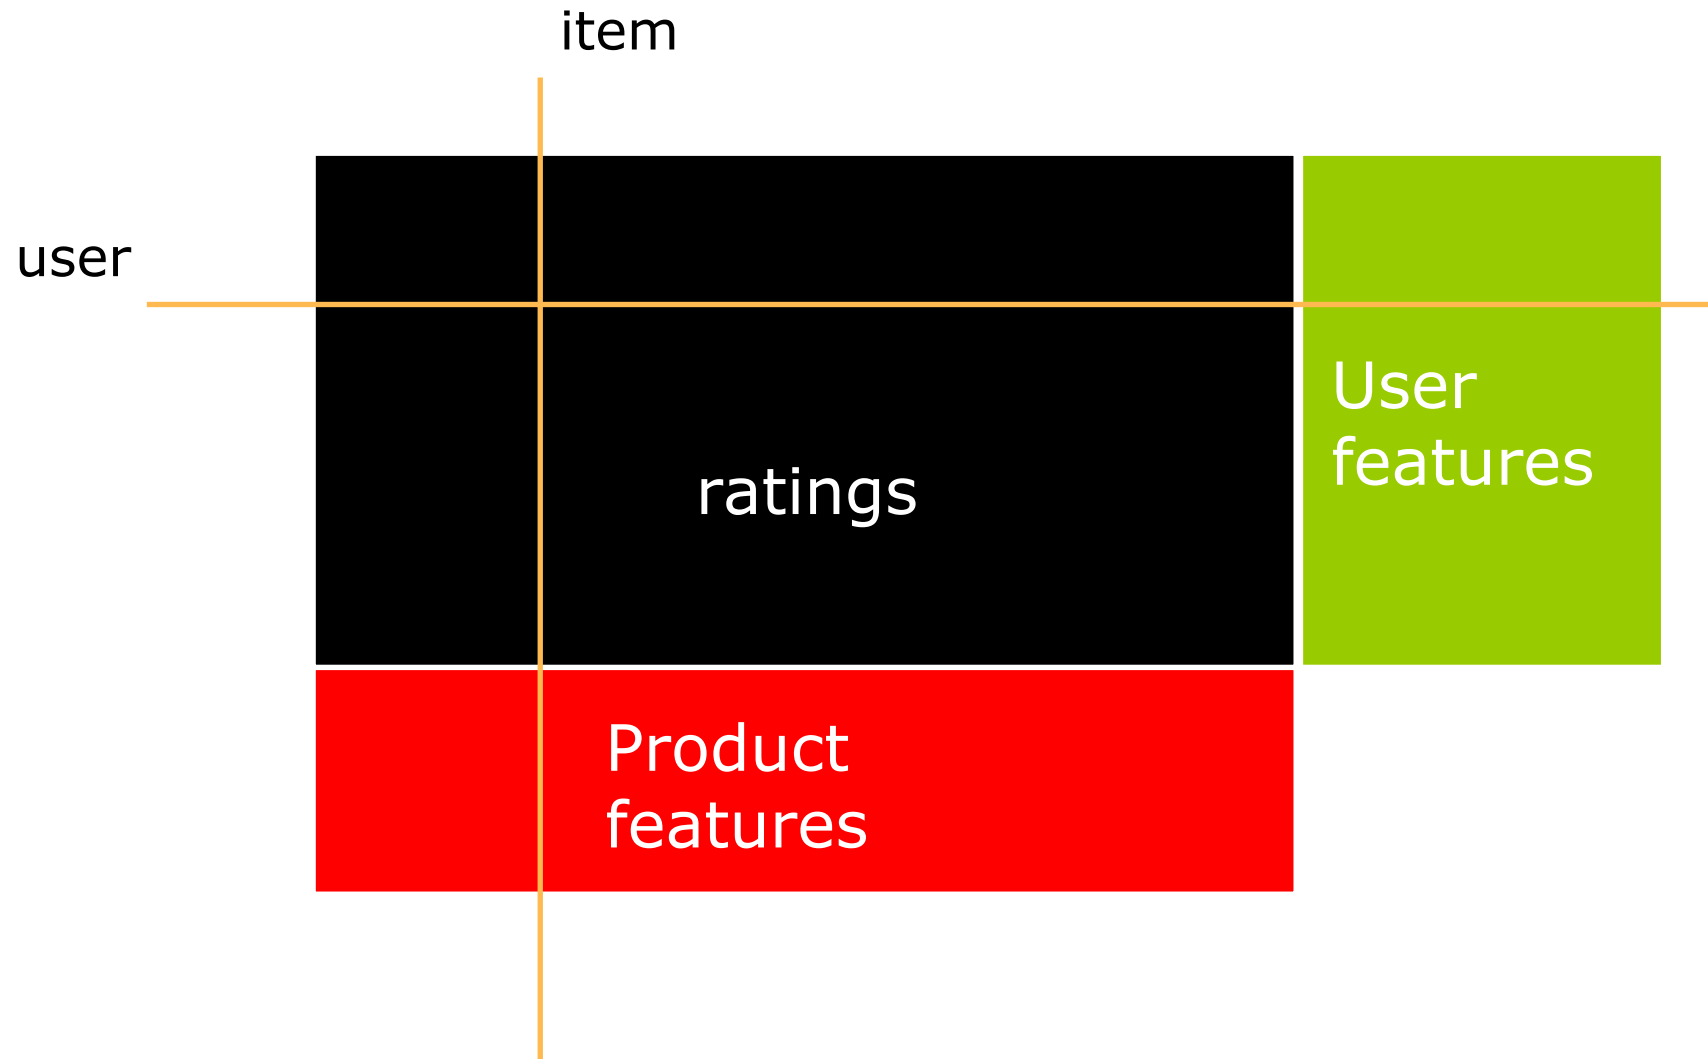 item
user
User
features
ratings
Product
features